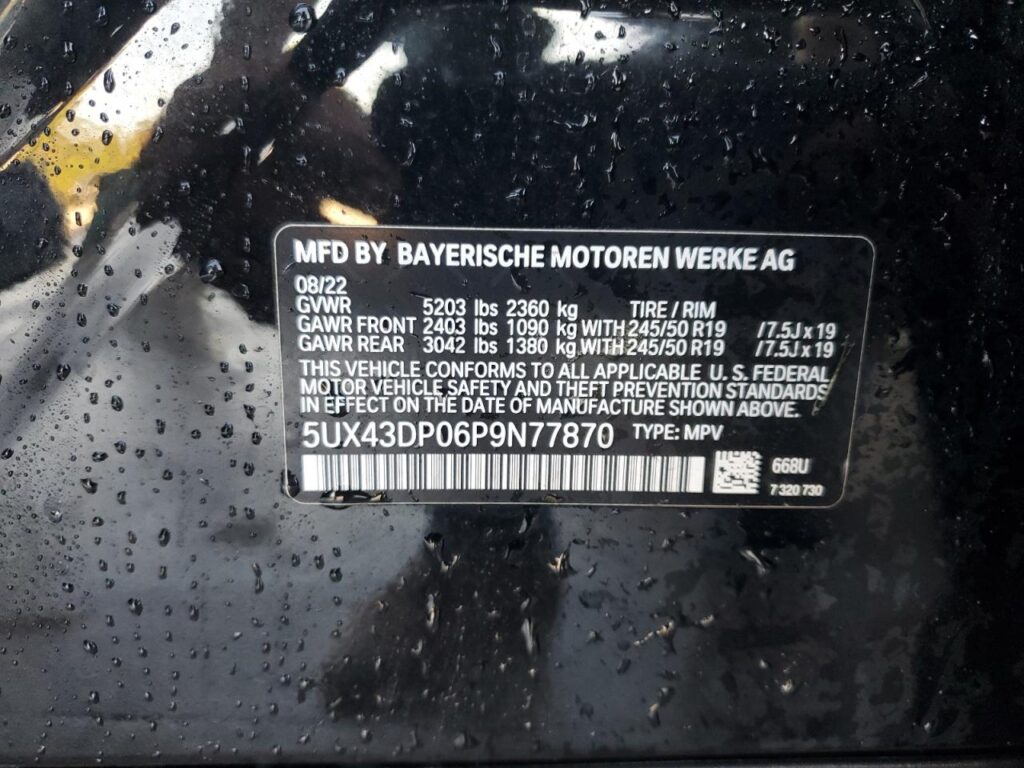 MFD BY BAYERISCHE MOTOREN WERKE AG
08/22
GVWR 5203 lbs 2360 kg TIRE / RIM
GAWR FRONT 2403 lbs 1090 kg WITH 245/50 R19 /7.5J x 19
GAWR REAR 3042 lbs 1380 kg WITH 245/50 R19 /7.5J x 19
THIS VEHICLE CONFORMS TO ALL APPLICABLE U. S. FEDERAL
MOTOR VEHICLE SAFETY AND THEFT PREVENTION STANDARDS
IN EFFECT ON THE DATE OF MANUFACTURE SHOWN ABOVE.
5UX43DP06P9N77870 TYPE: MPV
668U
7 320 730